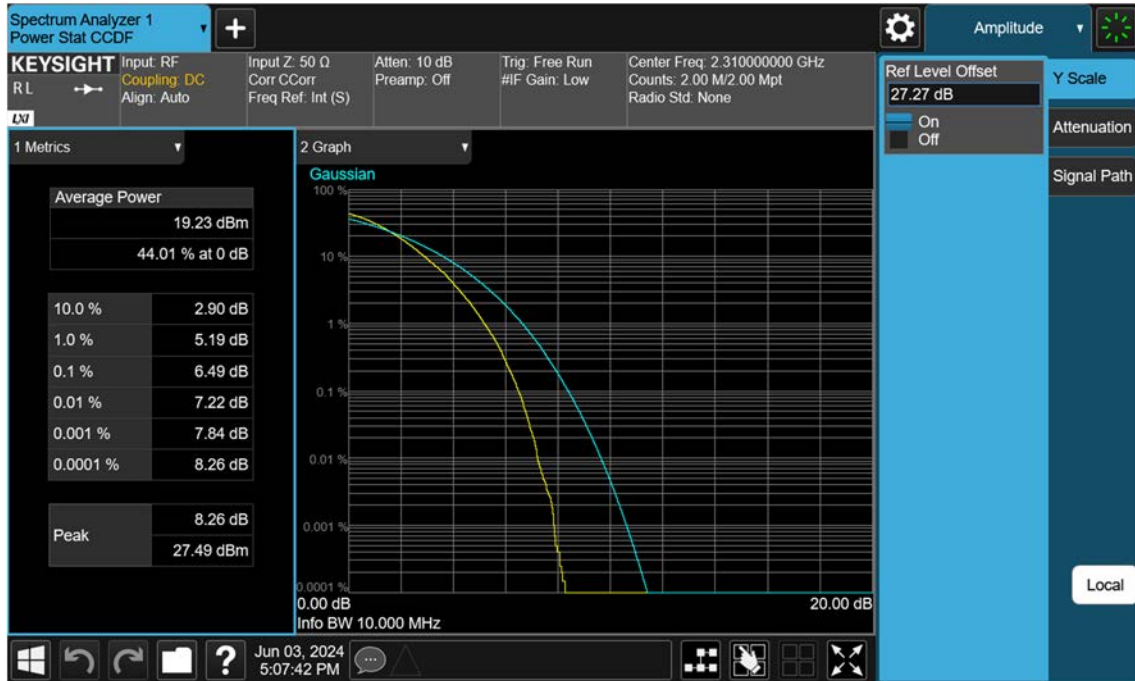 Spectrum Analyzer 1
Power Stat CCDF
+
Amplitude
KEYSIGHT
R L
LXI
Input: RF
Coupling: DC
Align: Auto
Input Z: 50 Ω
Corr CCorr
Freq Ref: Int (S)
Atten: 10 dB
Preamp: Off
Trig: Free Run
#IF Gain: Low
Center Freq: 2.310000000 GHz
Counts: 2.00 M/2.00 Mpt
Radio Std: None
Ref Level Offset
27.27 dB
On
Off
Y Scale
Attenuation
Signal Path
1 Metrics
Average Power
19.23 dBm
44.01 % at 0 dB
10.0 % 2.90 dB
1.0 % 5.19 dB
0.1 % 6.49 dB
0.01 % 7.22 dB
0.001 % 7.84 dB
0.0001 % 8.26 dB
Peak
8.26 dB
27.49 dBm
2 Graph
Gaussian
100 %
10 %
1 %
0.1 %
0.01 %
0.001 %
0.0001 %
0.00 dB 20.00 dB
Info BW 10.000 MHz
Local
?
Jun 03, 2024
5:07:42 PM